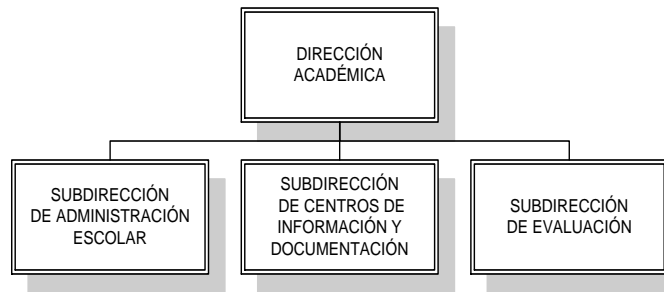 DIRECCIÓN
ACADÉMICA
SUBDIRECCIÓN
DE ADMINISTRACIÓN
ESCOLAR
SUBDIRECCIÓN
DE CENTROS DE
INFORMACIÓN Y
DOCUMENTACIÓN
SUBDIRECCIÓN
DE EVALUACIÓN